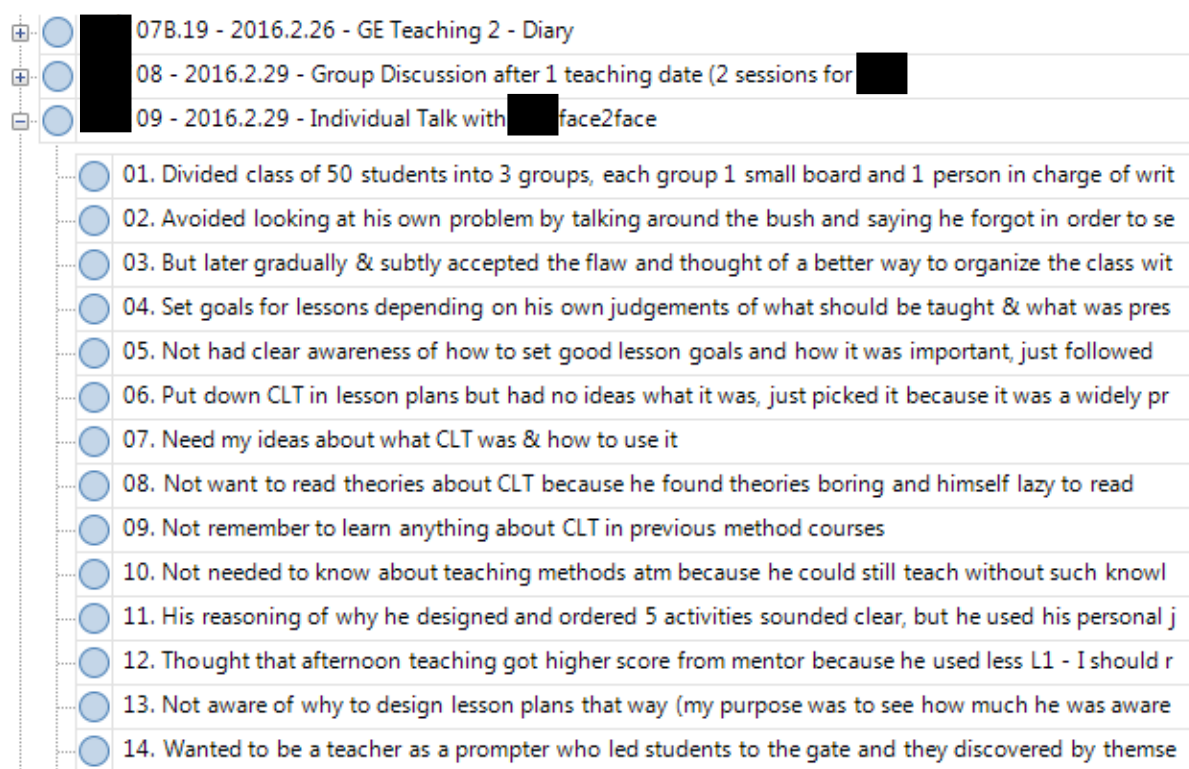 07B.19 - 2016.2.26 - GE Teaching 2 - Diary
08 - 2016.2.29 - Group Discussion after 1 teaching date (2 sessions for
09 - 2016.2.29 - Individual Talk with face2face
01. Divided class of 50 students into 3 groups, each group 1 small board and 1 person in charge of writ
02. Avoided looking at his own problem by talking around the bush and saying he forgot in order to se
03. But later gradually & subtly accepted the flaw and thought of a better way to organize the class wit
04. Set goals for lessons depending on his own judgements of what should be taught & what was pres
05. Not had clear awareness of how to set good lesson goals and how it was important, just followed
06. Put down CLT in lesson plans but had no ideas what it was, just picked it because it was a widely pr
07. Need my ideas about what CLT was & how to use it
08. Not want to read theories about CLT because he found theories boring and himself lazy to read
09. Not remember to learn anything about CLT in previous method courses
10. Not needed to know about teaching methods atm because he could still teach without such knowl
11. His reasoning of why he designed and ordered 5 activities sounded clear, but he used his personal j
12. Thought that afternoon teaching got higher score from mentor because he used less L1 - I should r
13. Not aware of why to design lesson plans that way (my purpose was to see how much he was aware
14. Wanted to be a teacher as a prompter who led students to the gate and they discovered by themse